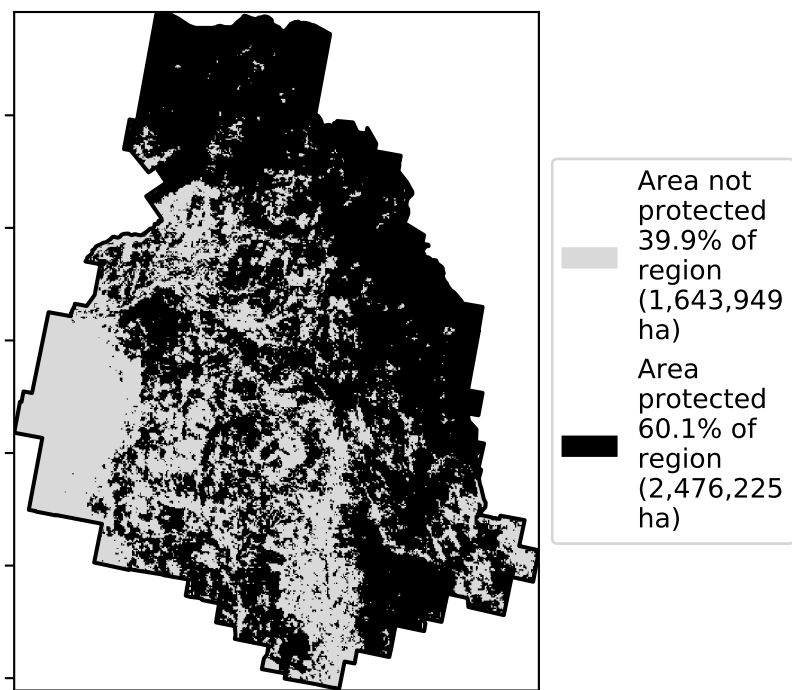 Area not
protected
39.9% of
region
(1,643,949
ha)
Area
protected
60.1% of
region
(2,476,225
ha)